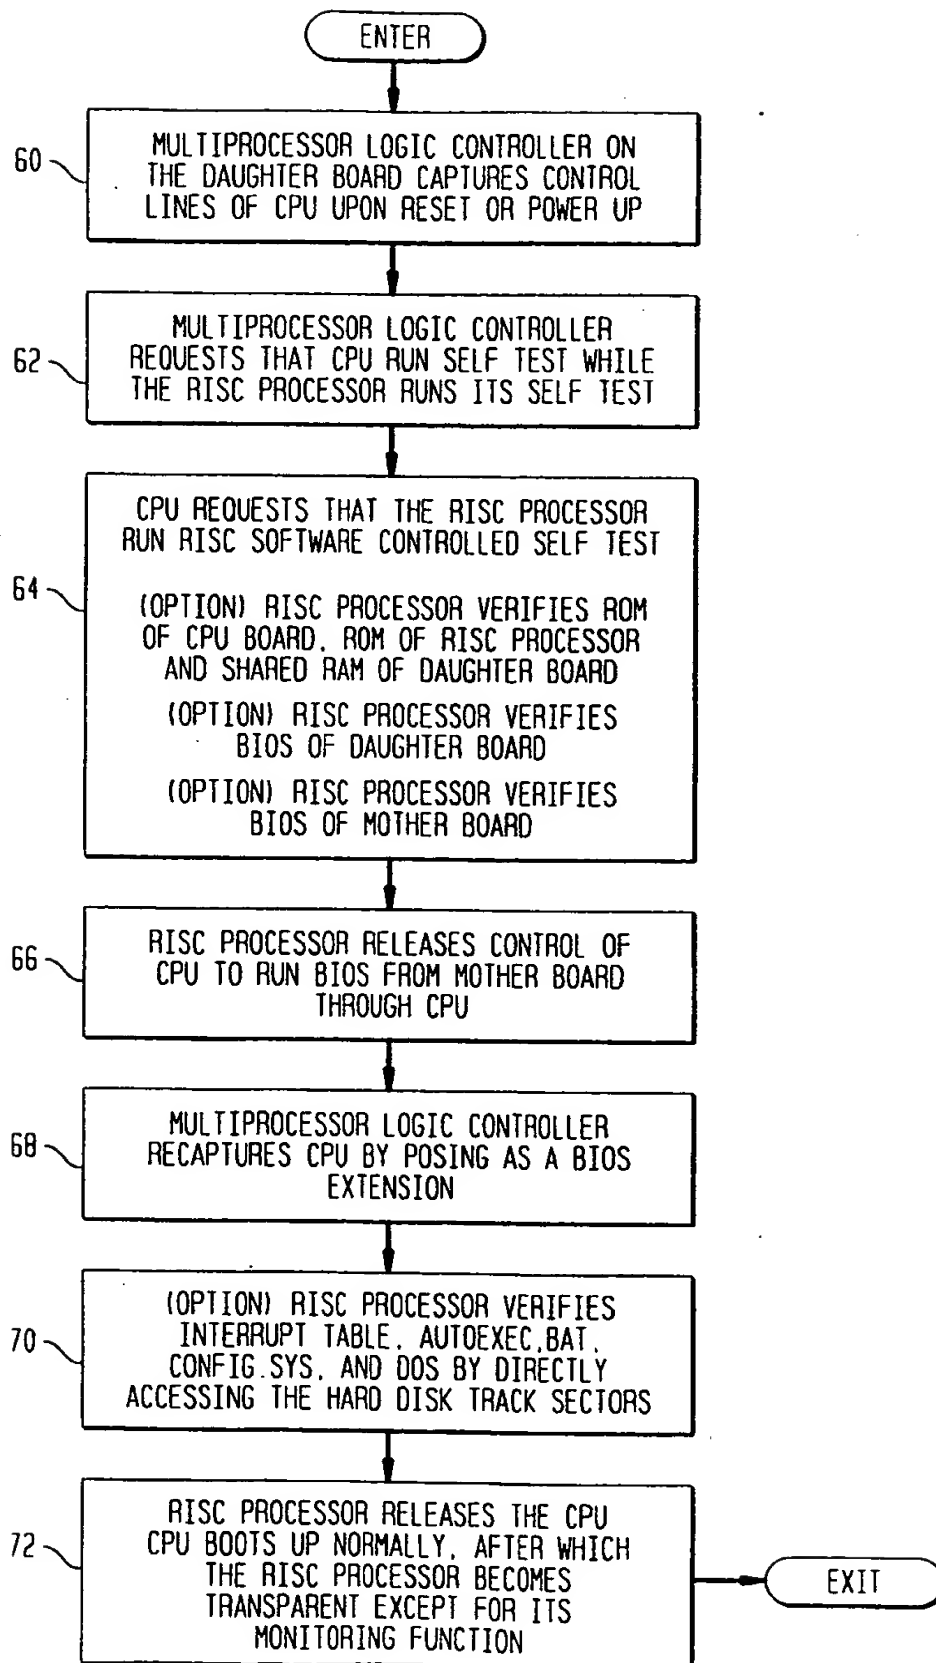 ENTER
60
MULTIPROCESSOR LOGIC CONTROLLER ON
THE DAUGHTER BOARD CAPTURES CONTROL
LINES OF CPU UPON RESET OR POWER UP
62
MULTIPROCESSOR LOGIC CONTROLLER
REQUESTS THAT CPU RUN SELF TEST WHILE
THE RISC PROCESSOR RUNS ITS SELF TEST
64
CPU REQUESTS THAT THE RISC PROCESSOR
RUN RISC SOFTWARE CONTROLLED SELF TEST
(OPTION) RISC PROCESSOR VERIFIES ROM
OF CPU BOARD, ROM OF RISC PROCESSOR
AND SHARED RAM OF DAUGHTER BOARD
(OPTION) RISC PROCESSOR VERIFIES
BIOS OF DAUGHTER BOARD
(OPTION) RISC PROCESSOR VERIFIES
BIOS OF MOTHER BOARD
66
RISC PROCESSOR RELEASES CONTROL OF
CPU TO RUN BIOS FROM MOTHER BOARD
THROUGH CPU
68
MULTIPROCESSOR LOGIC CONTROLLER
RECAPTURES CPU BY POSING AS A BIOS
EXTENSION
70
(OPTION) RISC PROCESSOR VERIFIES
INTERRUPT TABLE, AUTOEXEC.BAT,
CONFIG.SYS, AND DOS BY DIRECTLY
ACCESSING THE HARD DISK TRACK SECTORS
72
RISC PROCESSOR RELEASES THE CPU
CPU BOOTS UP NORMALLY, AFTER WHICH
THE RISC PROCESSOR BECOMES
TRANSPARENT EXCEPT FOR ITS
MONITORING FUNCTION
EXIT